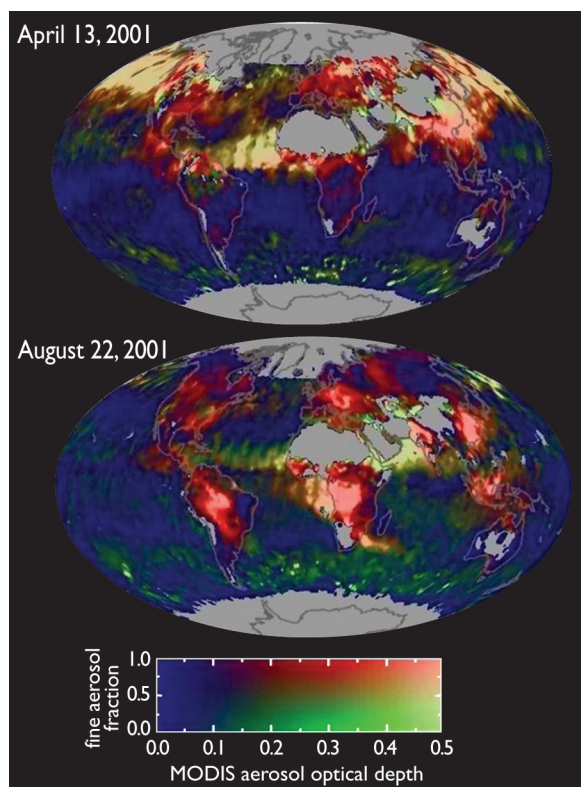 April 13, 2001
August 22, 2001
fine aerosol
fraction
1.0
0.5
0.0
0.0 0.1 0.2 0.3 0.4 0.5
MODIS aerosol optical depth